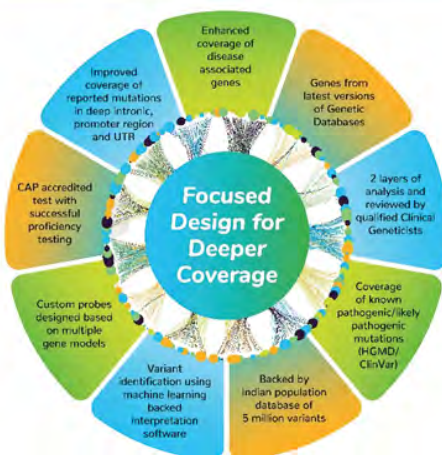 Enhanced
coverage of
disease
associated
genes
Genes from
latest versions
of Genetic
Databases
2 layers of
analysis and
reviewed by
qualified Clinical
Geneticists
Coverage
of known
pathogenic/likely
pathogenic
mutations
(HGMD/
ClinVar)
Backed by
Indian population
database of
5 million variants
Variant
identification using
machine learning
backed
interpretation
software
Custom probes
designed based
on multiple
gene models
CAP accredited
test with
successful
proficiency
testing
Improved
coverage of
reported mutations
in deep intronic,
promoter region
and UTR
Focused
Design for
Deeper
Coverage